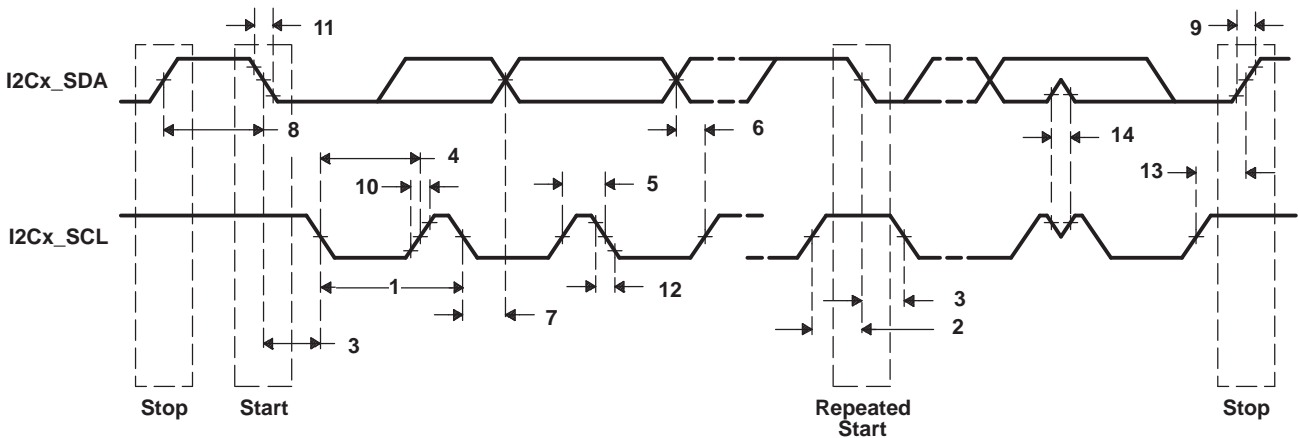 11
9
I2Cx_SDA
8
6
14
4
10
5
13
I2Cx_SCL
1
12
7
3
2
3
Stop
Start
Repeated
Start
Stop